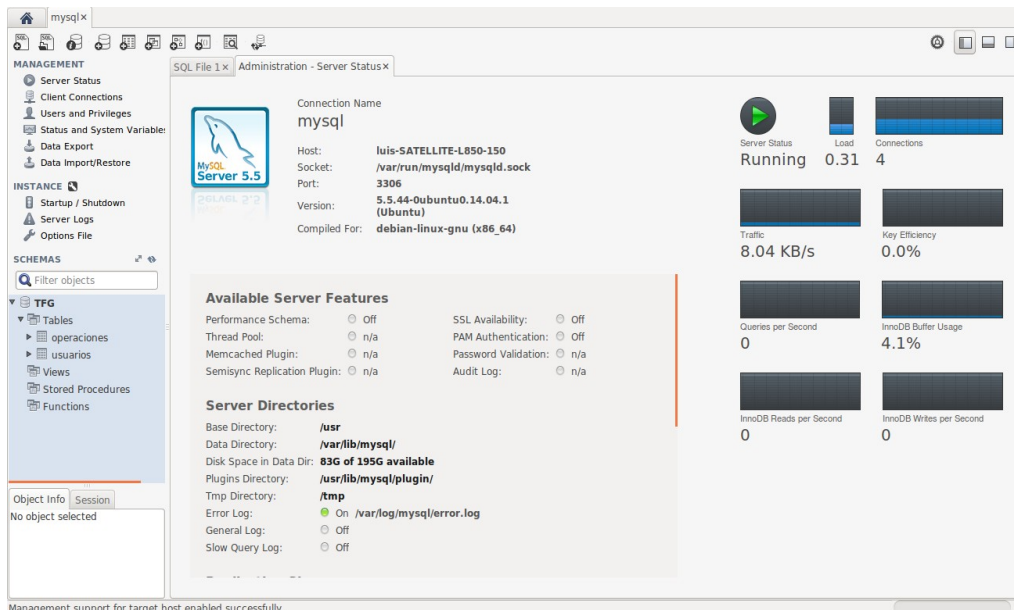 mysql×
MANAGEMENT
Server Status
Client Connections
Users and Privileges
Status and System Variable
Data Export
Data Import/Restore
INSTANCE
Startup / Shutdown
Server Logs
Options File
SCHEMAS
Filter objects
TFG
Tables
operaciones
usuarios
Views
Stored Procedures
Functions
Object Info Session
No object selected
SQL File 1× Administration - Server Status×
MySQL
Server 5.5
Connection Name
mysql
Host: luis-SATELLITE-L850-150
Socket: /var/run/mysqld/mysqld.sock
Port: 3306
Version: 5.5.44-0ubuntu0.14.04.1
(Ubuntu)
Compiled For: debian-linux-gnu (x86_64)
Available Server Features
Performance Schema: Off SSL Availability: Off
Thread Pool: n/a PAM Authentication: Off
Memcached Plugin: n/a Password Validation: n/a
Semisync Replication Plugin: n/a Audit Log: n/a
Server Directories
Base Directory: /usr
Data Directory: /var/lib/mysql/
Disk Space in Data Dir: 83G of 195G available
Plugins Directory: /usr/lib/mysql/plugin/
Tmp Directory: /tmp
Error Log: On /var/log/mysql/error.log
General Log: Off
Slow Query Log: Off
Server Status Load Connections
Running 0.31 4
Traffic Key Efficiency
8.04 KB/s 0.0%
Queries per Second InnoDB Buffer Usage
0 4.1%
InnoDB Reads per Second InnoDB Writes per Second
0 0
Management support for target host enabled successfully